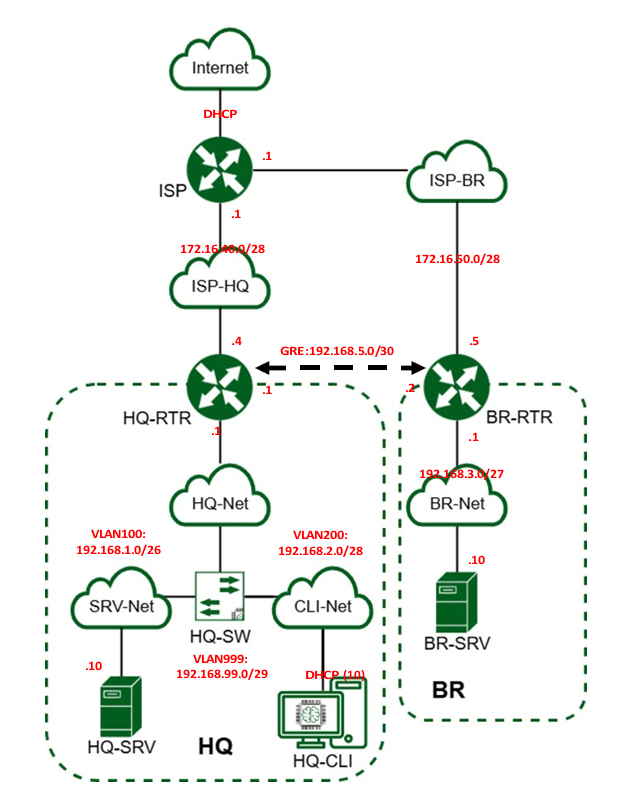 Internet
DHCP
.1
ISP-BR
ISP
.1
172.16.40.0/28
172.16.50.0/28
ISP-HQ
.4
.5
GRE:192.168.5.0/30
.1
.2
HQ-RTR
BR-RTR
.1
.1
192.168.3.0/27
HQ-Net
BR-Net
VLAN100:
192.168.1.0/26
VLAN200:
192.168.2.0/28
.10
SRV-Net
CLI-Net
HQ-SW
BR-SRV
VLAN999:
192.168.99.0/29
.10
DHCP (10)
BR
HQ-SRV
HQ
HQ-CLI